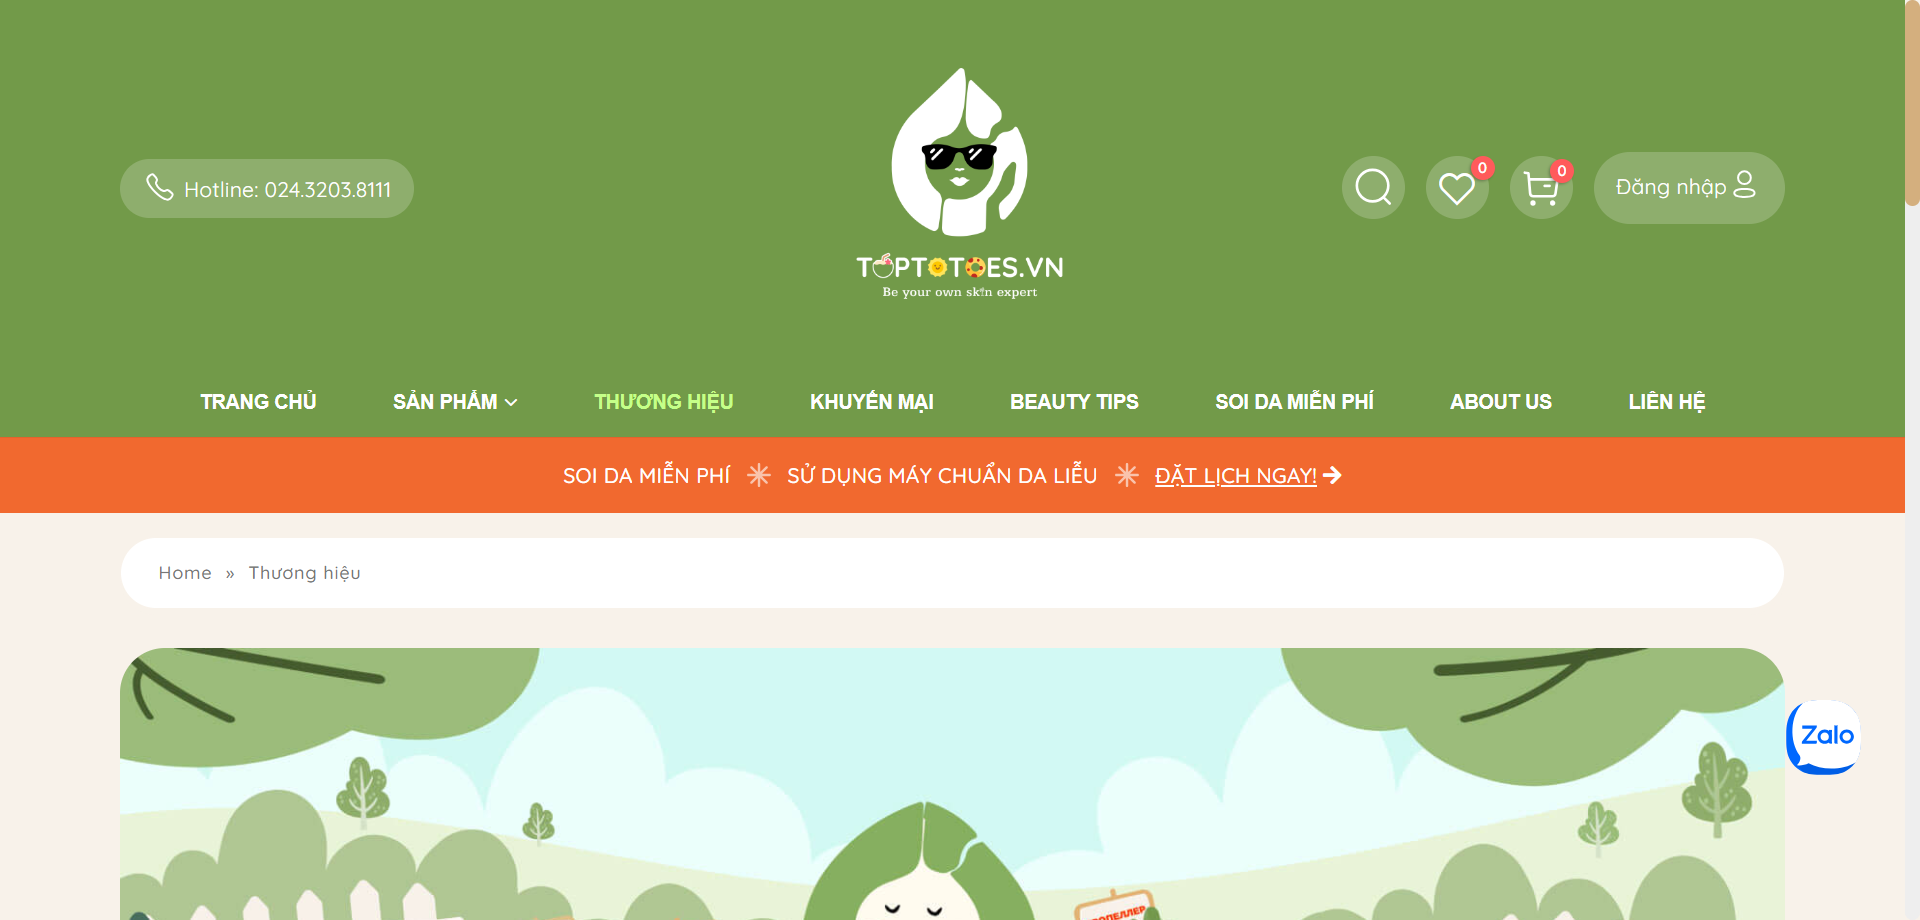 Hotline: 024.3203.8111
TOPTOTOES.VN
Be your own skin expert
0
0
Đăng nhập
TRANG CHỦ
SẢN PHẨM
THƯƠNG HIỆU
KHUYẾN MẠI
BEAUTY TIPS
SOI DA MIỄN PHÍ
ABOUT US
LIÊN HỆ
SOI DA MIỄN PHÍ
SỬ DỤNG MÁY CHUẨN DA LIỄU
ĐẶT LỊCH NGAY!
Home » Thương hiệu
Zalo